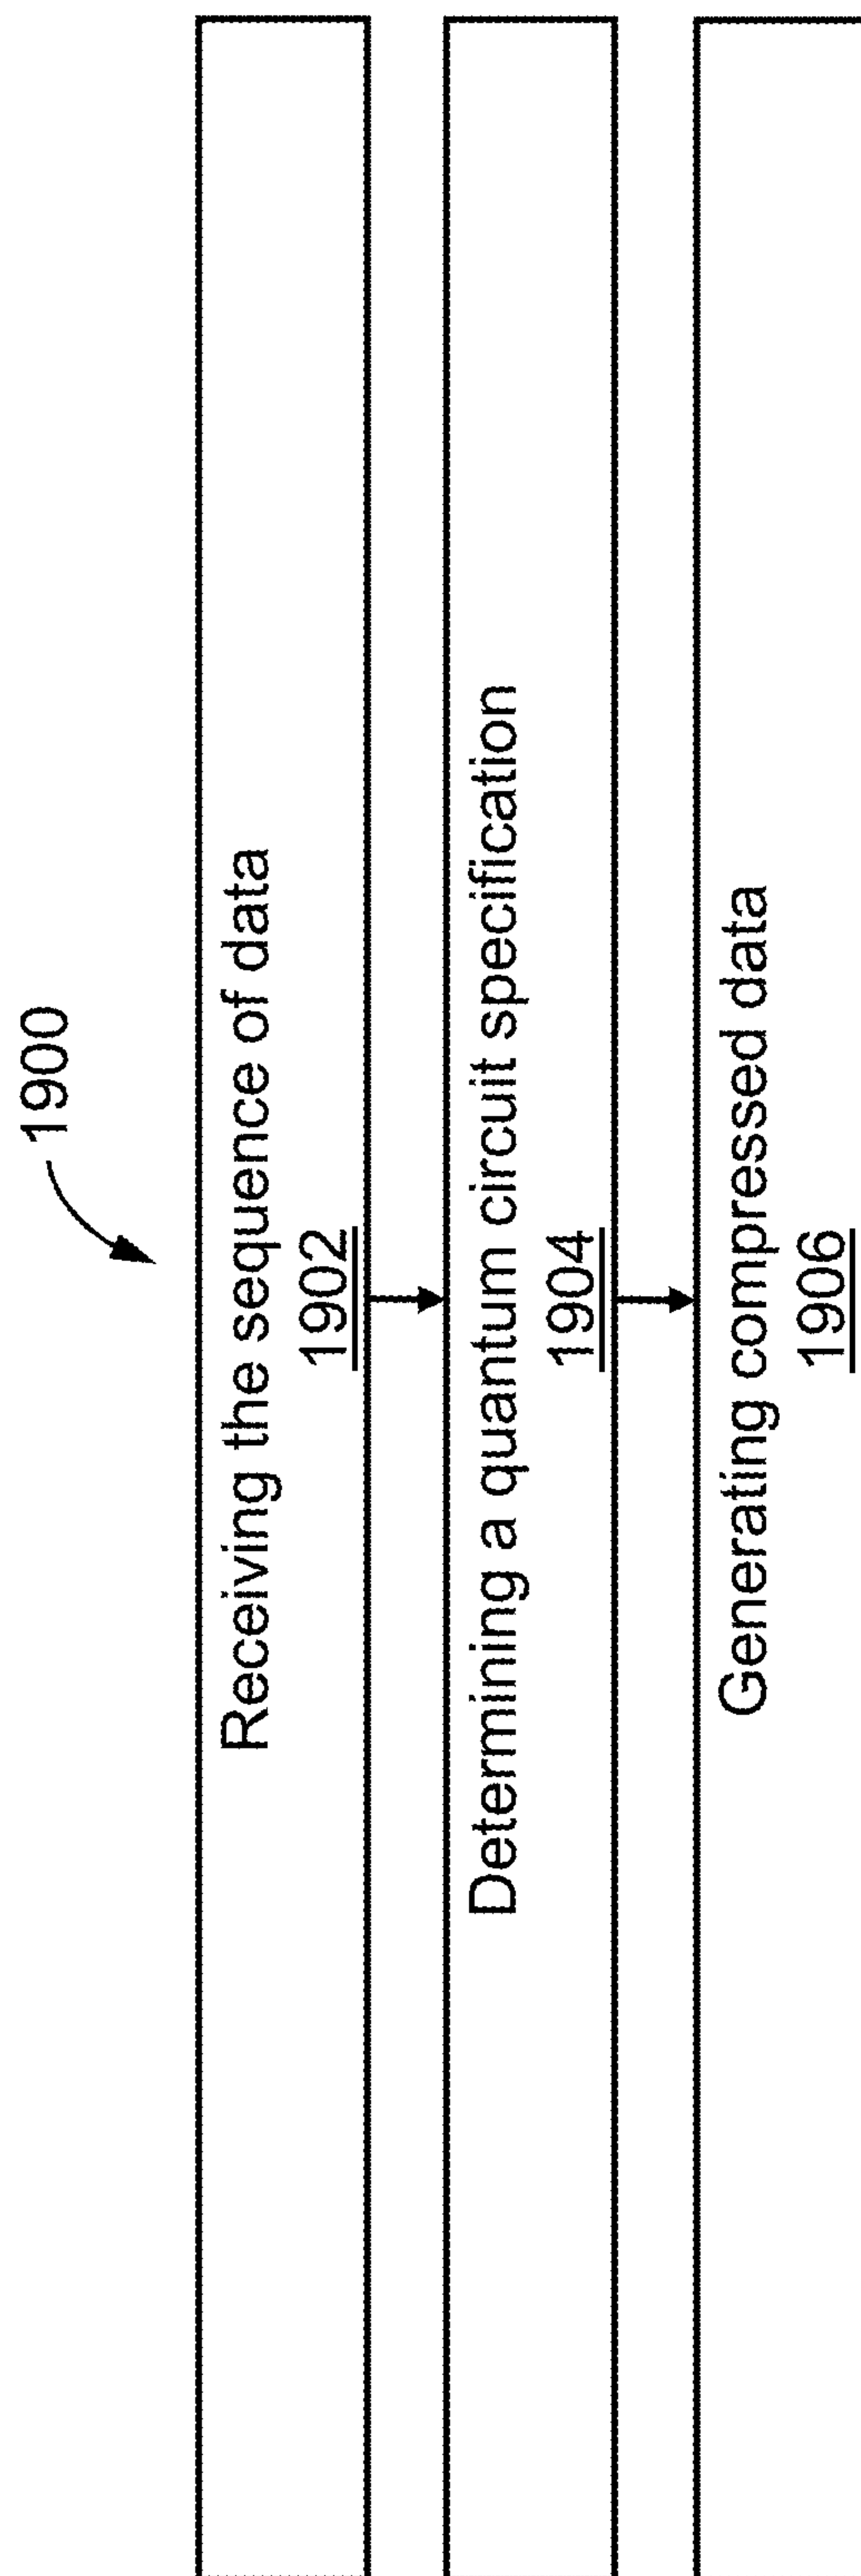 1900
Receiving the sequence of data
1902
Determining a quantum circuit specification
1904
Generating compressed data
1906